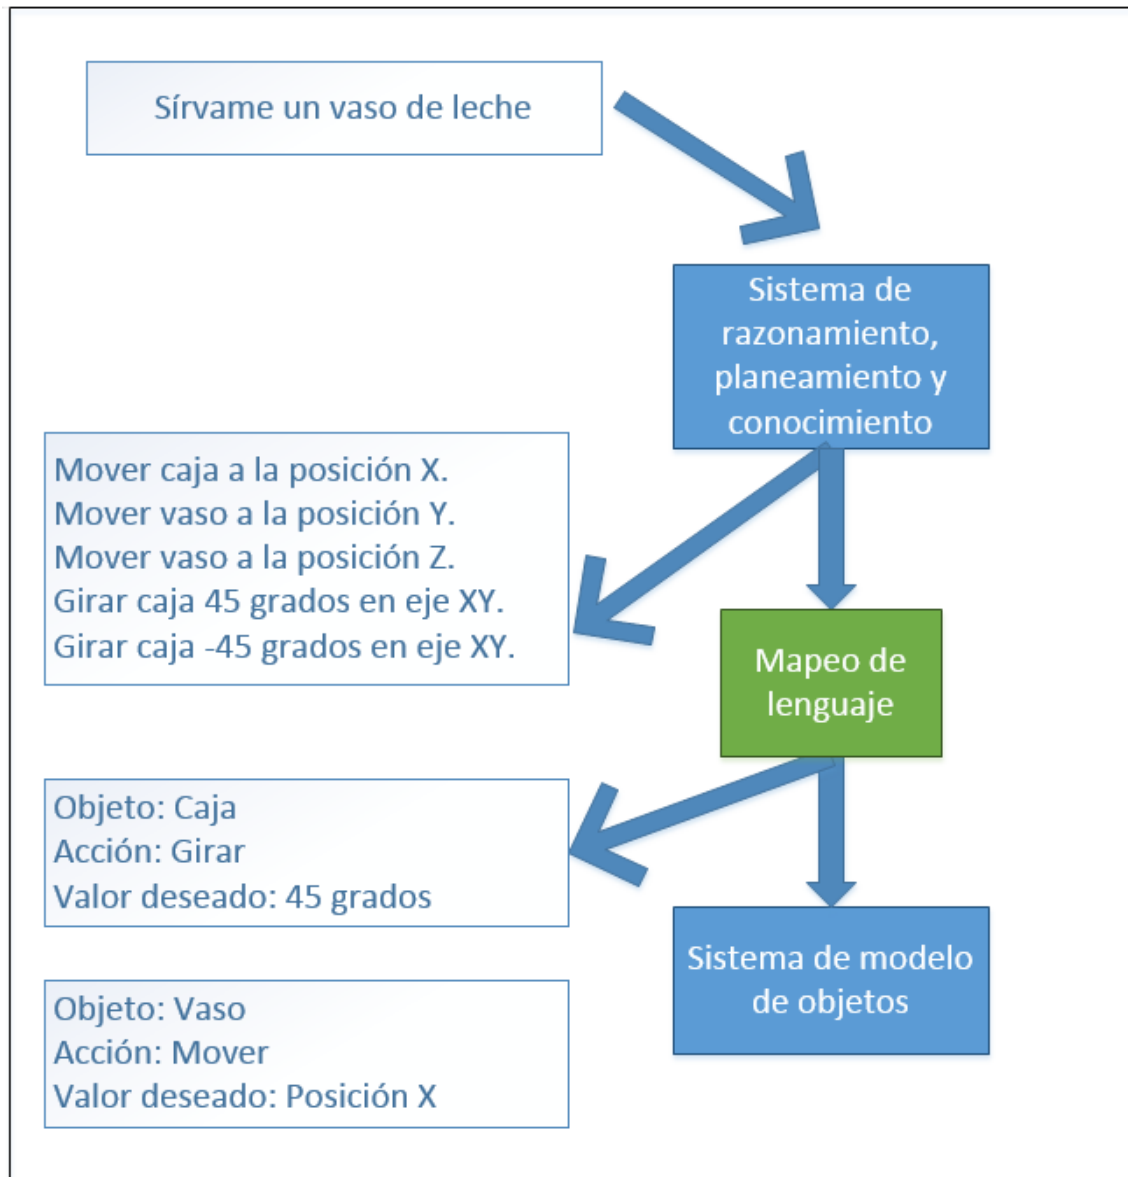 Sírvame un vaso de leche
Sistema de
razonamiento,
planeamiento y
conocimiento
Mover caja a la posición X.
Mover vaso a la posición Y.
Mover vaso a la posición Z.
Girar caja 45 grados en eje XY.
Girar caja -45 grados en eje XY.
Mapeo de
lenguaje
Objeto: Caja
Acción: Girar
Valor deseado: 45 grados
Sistema de modelo
de objetos
Objeto: Vaso
Acción: Mover
Valor deseado: Posición X